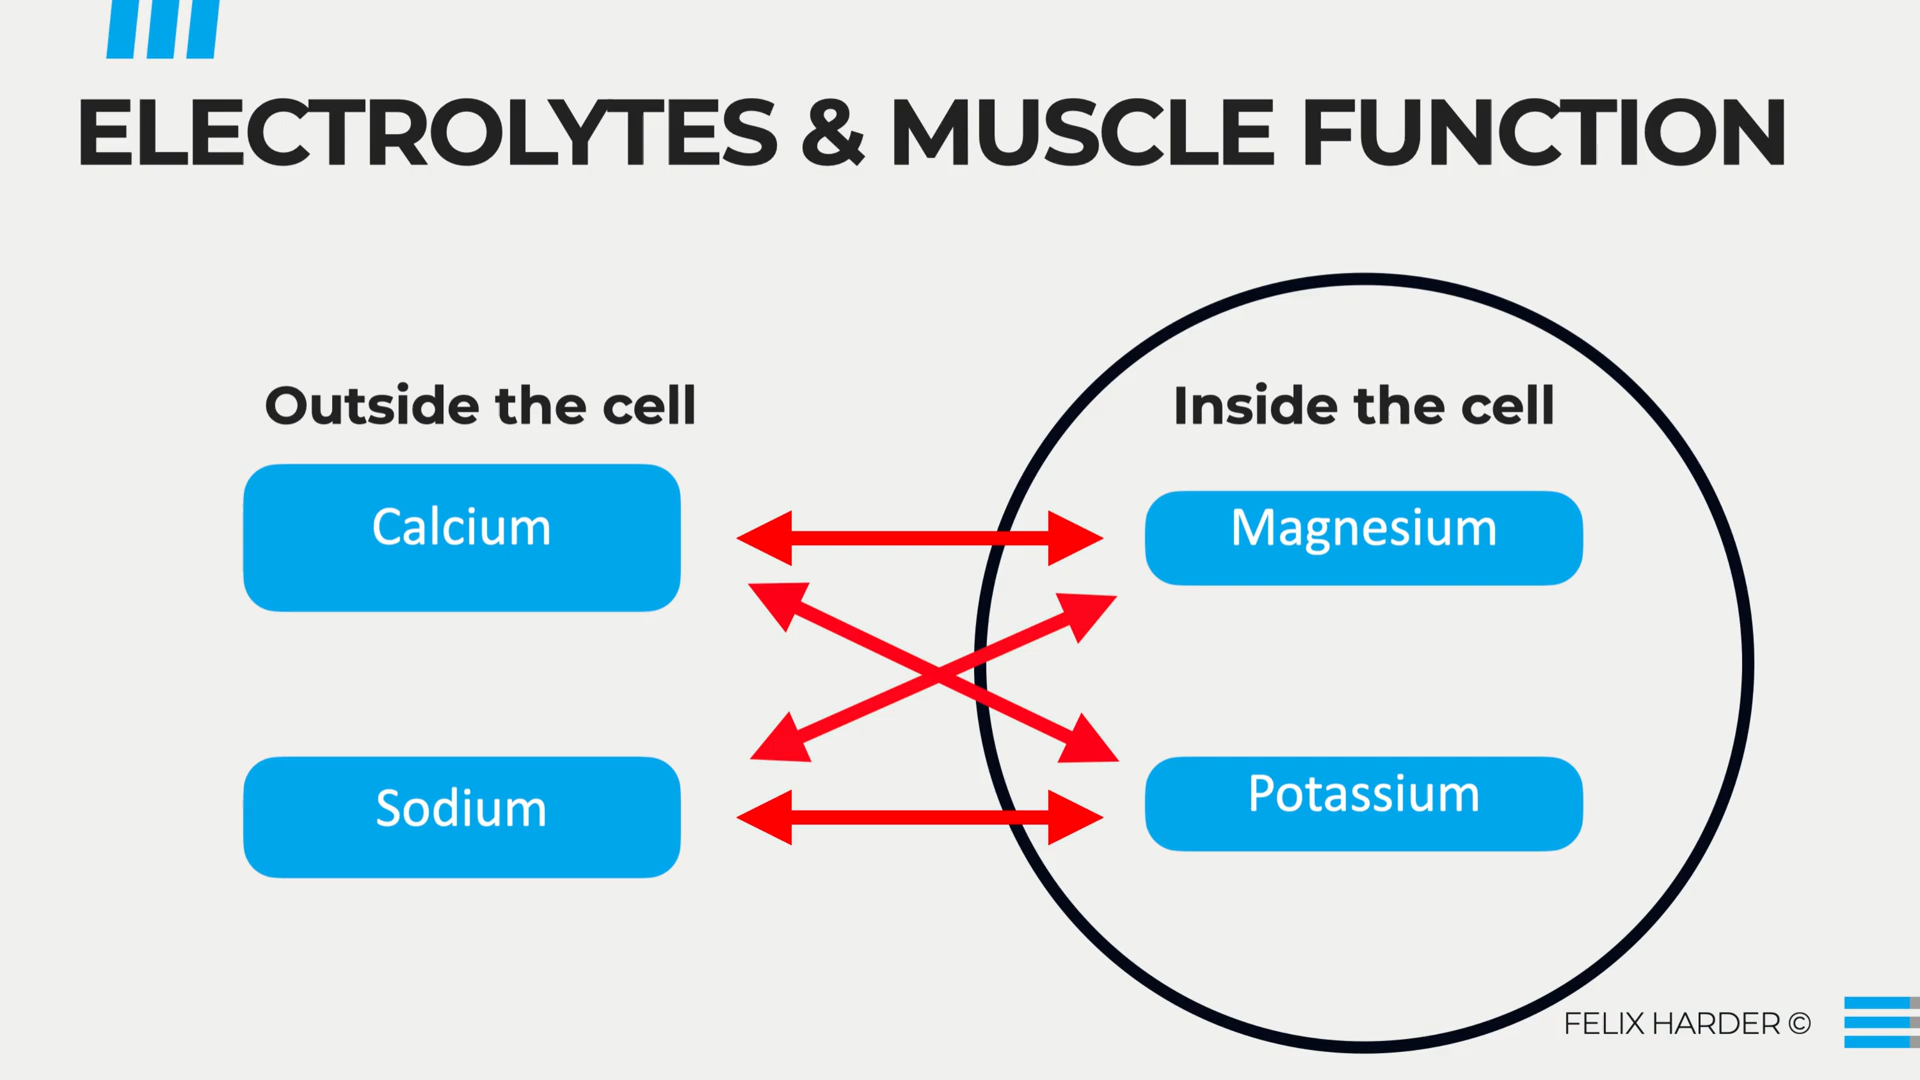 ELECTROLYTES & MUSCLE FUNCTION
Outside the cell
Inside the cell
Calcium
Magnesium
Sodium
Potassium
FELIX HARDER ©